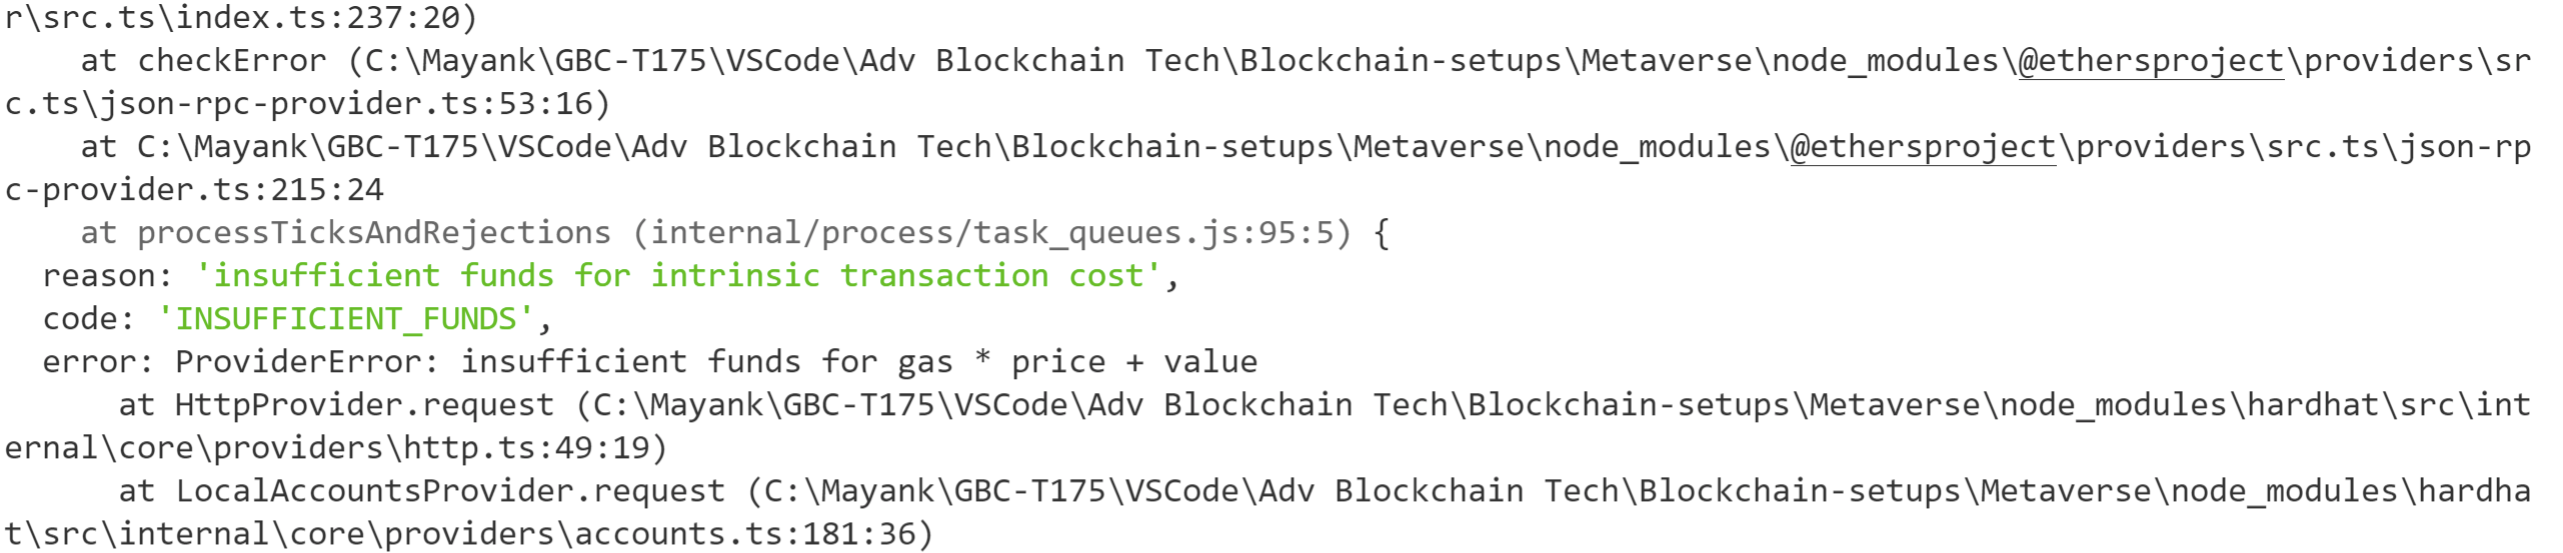 r\src.ts\index.ts:237:20)
    at checkError (C:\Mayank\GBC-T175\VSCode\Adv Blockchain Tech\Blockchain-setups\Metaverse\node_modules\@ethersproject\providers\sr
c.ts\json-rpc-provider.ts:53:16)
    at C:\Mayank\GBC-T175\VSCode\Adv Blockchain Tech\Blockchain-setups\Metaverse\node_modules\@ethersproject\providers\src.ts\json-rp
c-provider.ts:215:24
    at processTicksAndRejections (internal/process/task_queues.js:95:5) {
  reason: 'insufficient funds for intrinsic transaction cost',
  code: 'INSUFFICIENT_FUNDS',
  error: ProviderError: insufficient funds for gas * price + value
      at HttpProvider.request (C:\Mayank\GBC-T175\VSCode\Adv Blockchain Tech\Blockchain-setups\Metaverse\node_modules\hardhat\src\int
ernal\core\providers\http.ts:49:19)
      at LocalAccountsProvider.request (C:\Mayank\GBC-T175\VSCode\Adv Blockchain Tech\Blockchain-setups\Metaverse\node_modules\hardha
t\src\internal\core\providers\accounts.ts:181:36)